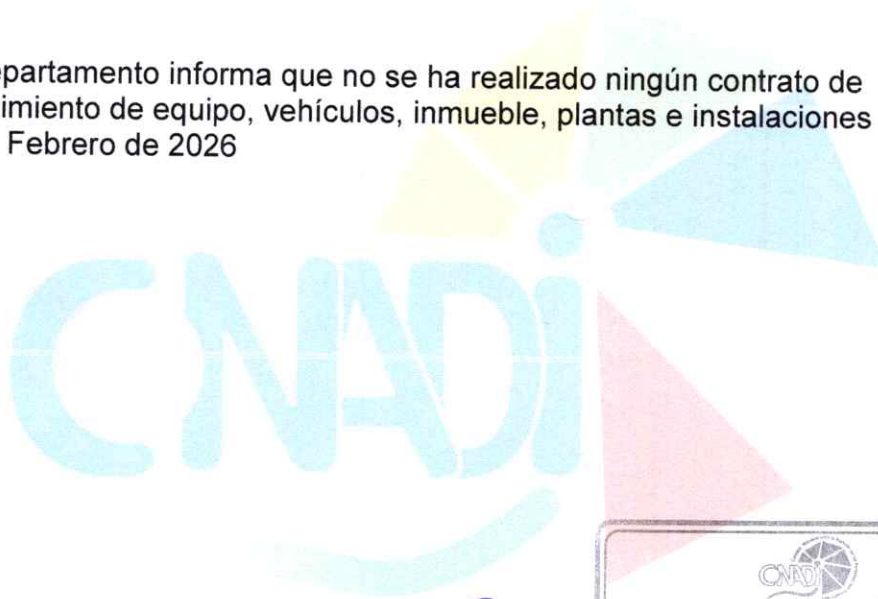 partamento informa que no se ha realizado ningún contrato de
imiento de equipo, vehículos, inmueble, plantas e instalaciones
Febrero de 2026
CNADI
CNADI